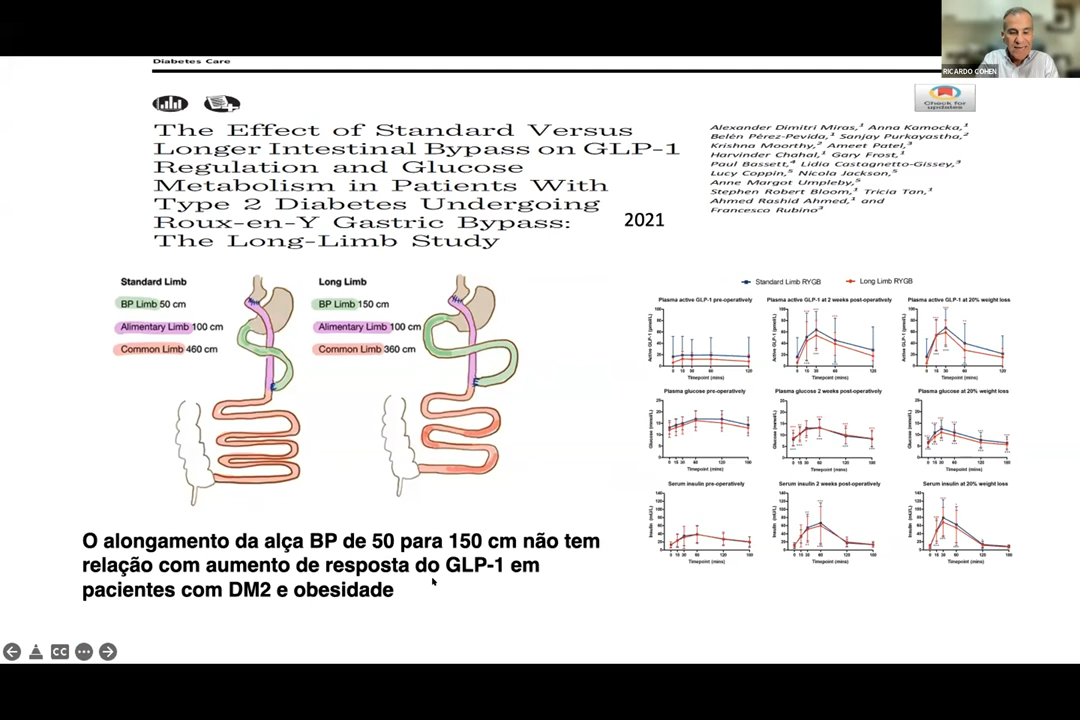 RICARDO COHEN
Diabetes Care
Check for
updates
The Effect of Standard Versus
Longer Intestinal Bypass on GLP-1
Regulation and Glucose
Metabolism in Patients With
Type 2 Diabetes Undergoing
Roux-en-Y Gastric Bypass:
The Long-Limb Study
2021
Alexander Dimitri Miras,¹ Anna Kamocka,¹
Belén Pérez-Pevida,¹ Sanjay Purkayastha,²
Krishna Moorthy,² Ameet Patel,³
Harvinder Chahal,¹ Gary Frost,¹
Paul Bassett,⁴ Lidia Castagnetto-Gissey,³
Lucy Coppin,⁵ Nicola Jackson,⁵
Anne Margot Umpleby,⁵
Stephen Robert Bloom,¹ Tricia Tan,¹
Ahmed Rashid Ahmed,¹ and
Francesco Rubino³
Standard Limb
BP Limb 50 cm
Alimentary Limb 100 cm
Common Limb 460 cm
Long Limb
BP Limb 150 cm
Alimentary Limb 100 cm
Common Limb 360 cm
Standard Limb RYGB
Long Limb RYGB
Plasma active GLP-1 pre-operatively
Active GLP-1 (pmol/L)
Timepoint (mins)
Plasma active GLP-1 at 2 weeks post-operatively
Active GLP-1 (pmol/L)
Timepoint (mins)
Plasma active GLP-1 at 20% weight loss
Active GLP-1 (pmol/L)
Timepoint (mins)
Plasma glucose pre-operatively
Glucose (mmol/L)
Timepoint (mins)
Plasma glucose 2 weeks post-operatively
Glucose (mmol/L)
Timepoint (mins)
Plasma glucose at 20% weight loss
Glucose (mmol/L)
Timepoint (mins)
Serum insulin pre-operatively
Insulin (mIU/L)
Timepoint (mins)
Serum insulin 2 weeks post-operatively
Insulin (mIU/L)
Timepoint (mins)
Serum insulin at 20% weight loss
Insulin (mIU/L)
Timepoint (mins)
O alongamento da alça BP de 50 para 150 cm não tem
relação com aumento de resposta do GLP-1 em
pacientes com DM2 e obesidade
CC